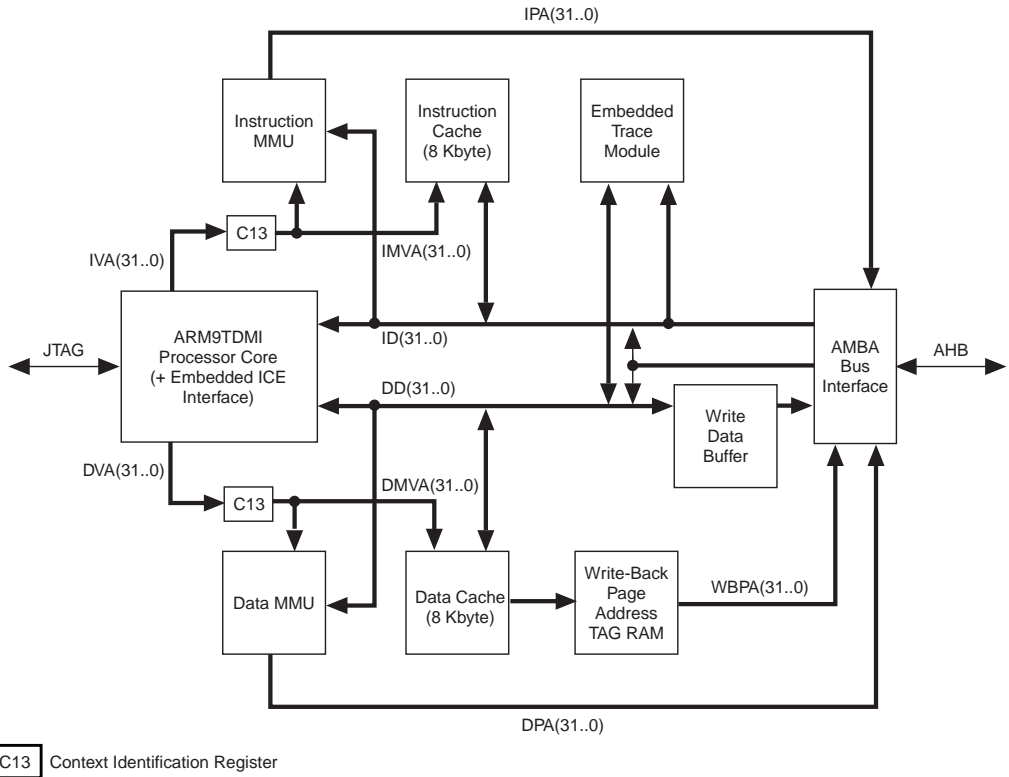 IPA(31..0)
Instruction
MMU
Instruction
Cache
(8 Kbyte)
Embedded
Trace
Module
C13
IVA(31..0)
IMVA(31..0)
ARM9TDMI
Processor Core
(+ Embedded ICE
Interface)
JTAG
ID(31..0)
DD(31..0)
AMBA
Bus
Interface
AHB
Write
Data
Buffer
DVA(31..0)
C13
DMVA(31..0)
Data MMU
Data Cache
(8 Kbyte)
Write-Back
Page
Address
TAG RAM
WBPA(31..0)
DPA(31..0)
C13 Context Identification Register